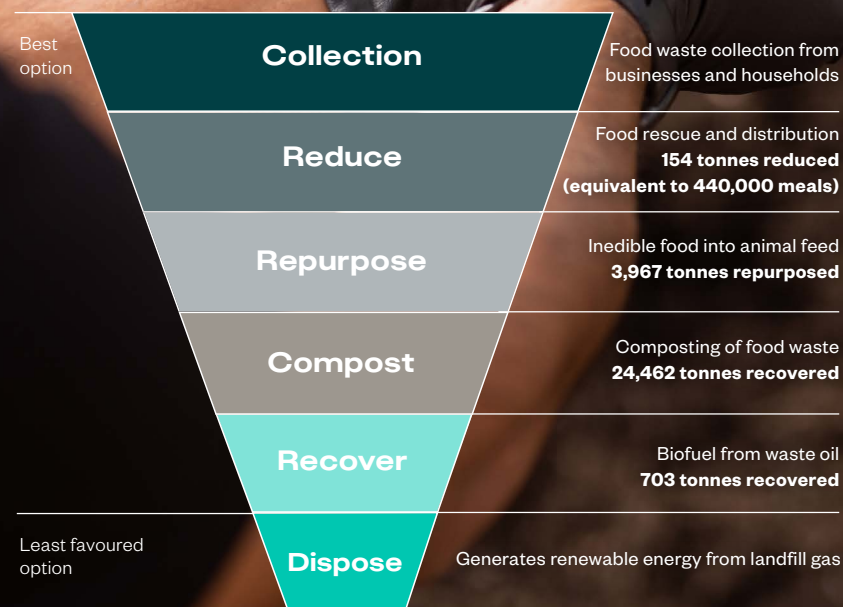 Best
option
Collection
Food waste collection from
businesses and households
Reduce
Food rescue and distribution
154 tonnes reduced
(equivalent to 440,000 meals)
Repurpose
Inedible food into animal feed
3,967 tonnes repurposed
Compost
Composting of food waste
24,462 tonnes recovered
Recover
Biofuel from waste oil
703 tonnes recovered
Least favoured
option
Dispose
Generates renewable energy from landfill gas